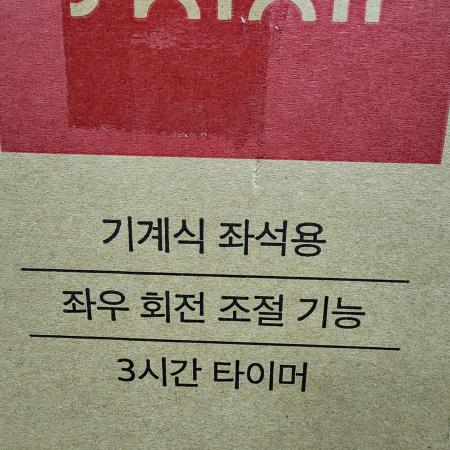 기계식 좌석용
좌우 회전 조절 기능
3시간 타이머